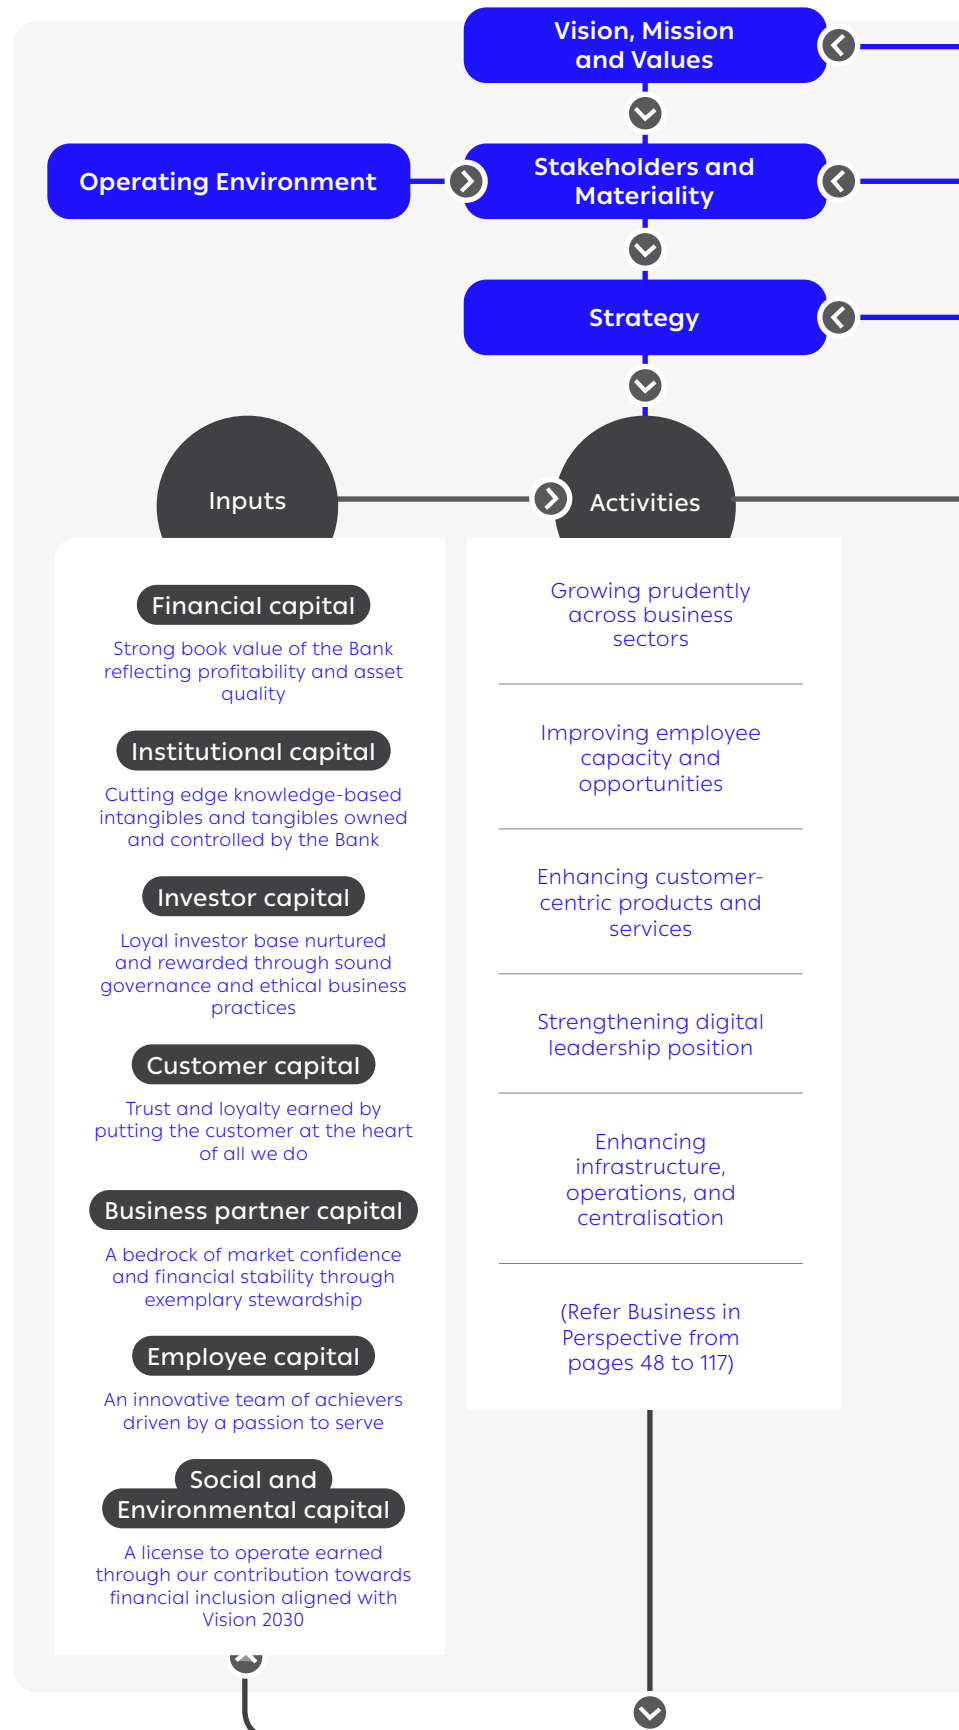 Vision, Mission
and Values
Operating Environment
Stakeholders and
Materiality
Strategy
Inputs
Activities
Financial capital
Strong book value of the Bank
reflecting profitability and asset
quality
Institutional capital
Cutting edge knowledge-based
intangibles and tangibles owned
and controlled by the Bank
Investor capital
Loyal investor base nurtured
and rewarded through sound
governance and ethical business
practices
Customer capital
Trust and loyalty earned by
putting the customer at the heart
of all we do
Business partner capital
A bedrock of market confidence
and financial stability through
exemplary stewardship
Employee capital
An innovative team of achievers
driven by a passion to serve
Social and
Environmental capital
A license to operate earned
through our contribution towards
financial inclusion aligned with
Vision 2030
Growing prudently
across business
sectors
Improving employee
capacity and
opportunities
Enhancing customer-
centric products and
services
Strengthening digital
leadership position
Enhancing
infrastructure,
operations, and
centralisation
(Refer Business in
Perspective from
pages 48 to 117)